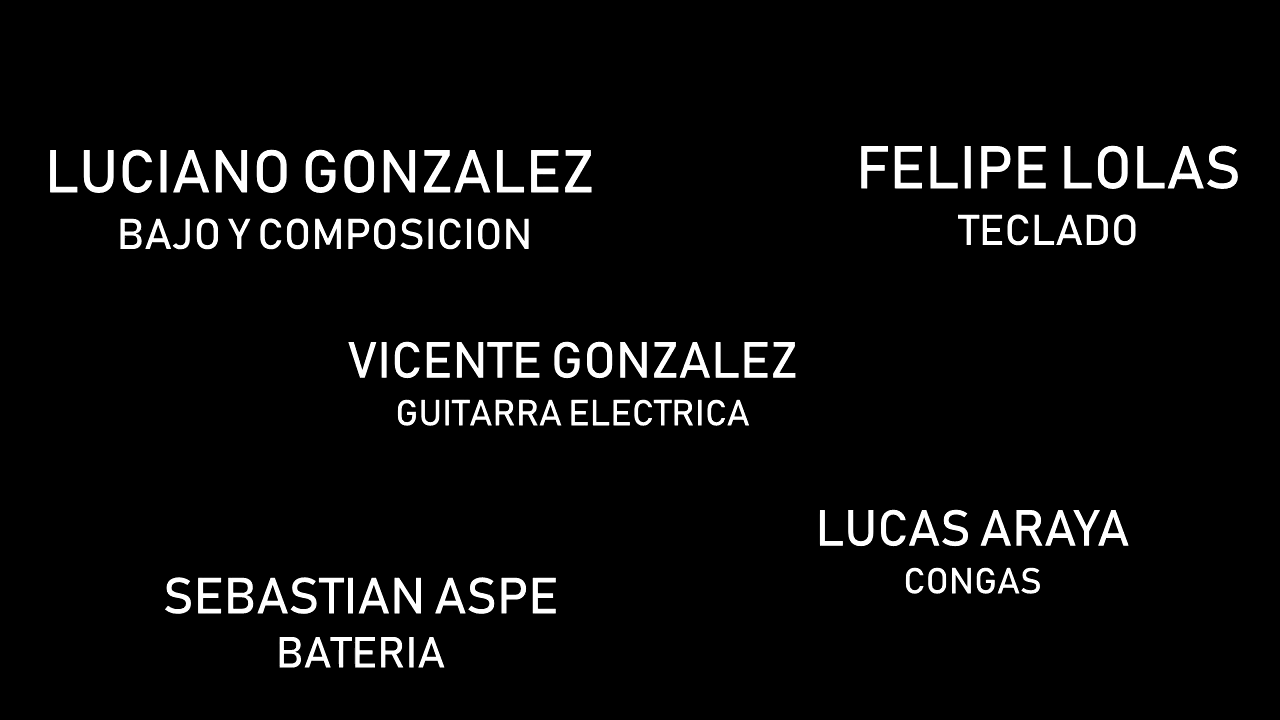 LUCIANO GONZALEZ
BAJO Y COMPOSICION
FELIPE LOLAS
TECLADO
VICENTE GONZALEZ
GUITARRA ELECTRICA
LUCAS ARAYA
CONGAS
SEBASTIAN ASPE
BATERIA